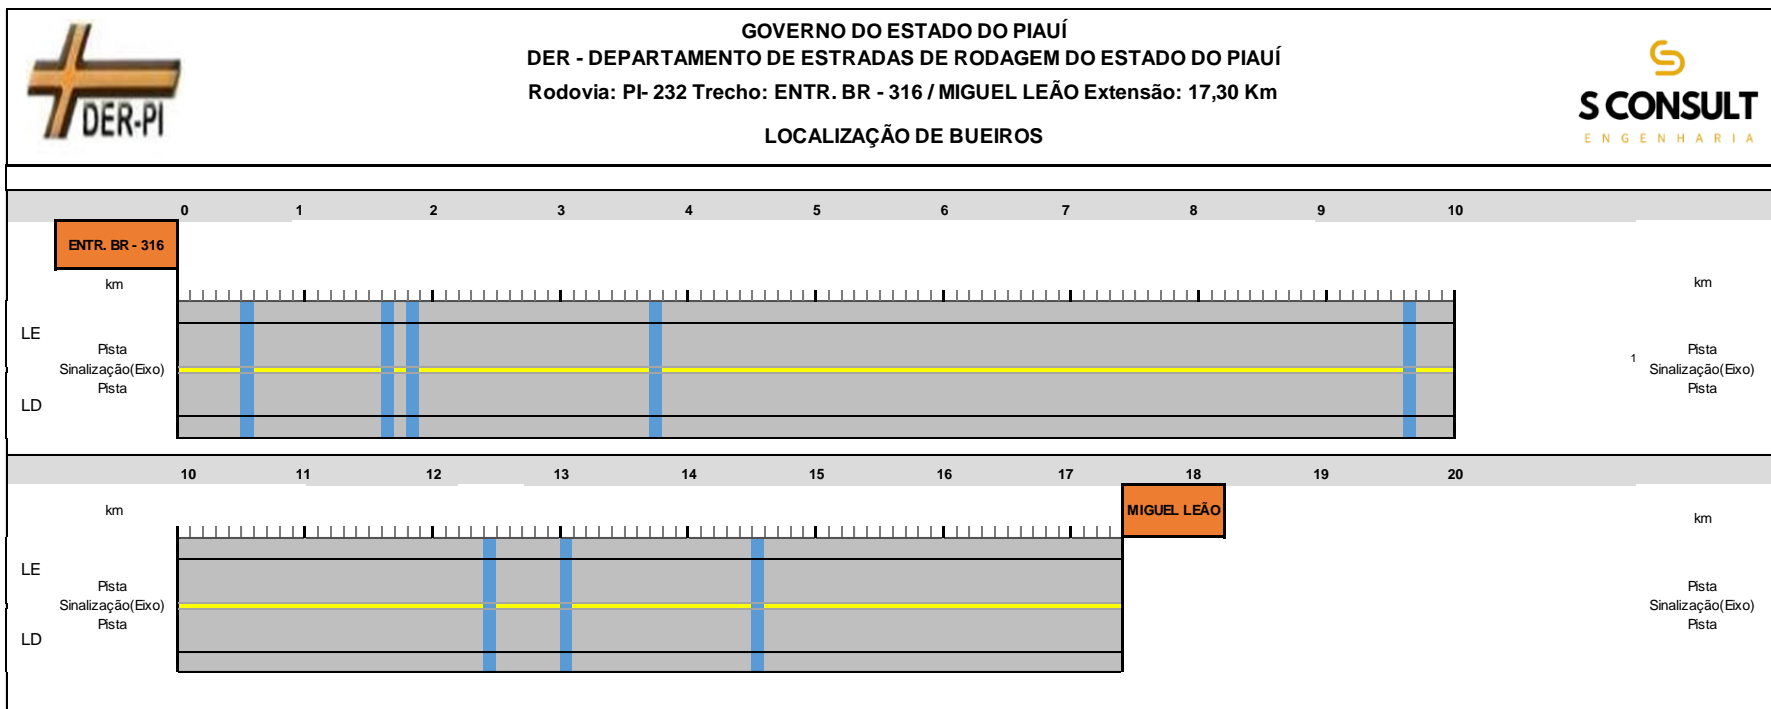 GOVERNO DO ESTADO DO PIAUÍ
DER - DEPARTAMENTO DE ESTRADAS DE RODAGEM DO ESTADO DO PIAUÍ
Rodovia: PI- 232 Trecho: ENTR. BR - 316 / MIGUEL LEÃO Extensão: 17,30 Km
LOCALIZAÇÃO DE BUEIROS
DER-PI
S CONSULT
ENGENHARIA
0 1 2 3 4 5 6 7 8 9 10
ENTR. BR - 316
km km
LE
Pista Pista
Sinalização(Eixo) 1 Sinalização(Eixo)
Pista Pista
LD
10 11 12 13 14 15 16 17 18 19 20
MIGUEL LEÃO
km km
LE
Pista Pista
Sinalização(Eixo) Sinalização(Eixo)
Pista Pista
LD